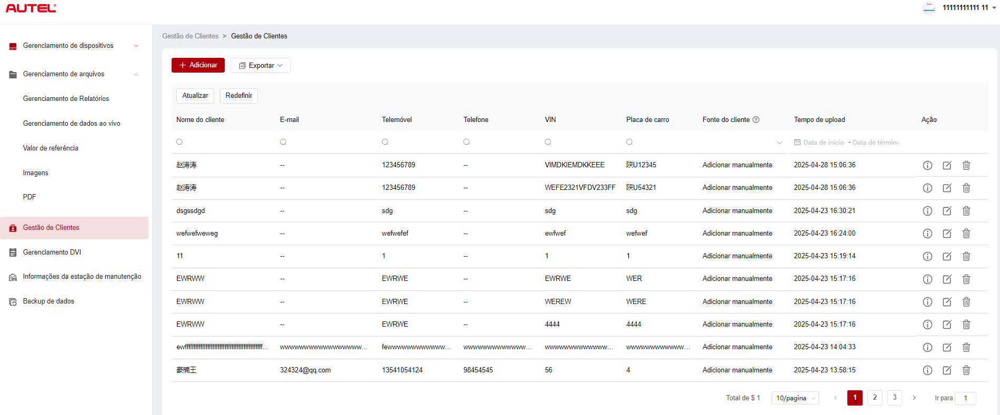 AUTEL®
11111111111 11
Gerenciamento de dispositivos
Gerenciamento de arquivos
Gerenciamento de Relatórios
Gerenciamento de dados ao vivo
Valor de referência
Imagens
PDF
Gestão de Clientes
Gerenciamento DVI
Informações da estação de manutenção
Backup de dados
Gestão de Clientes > Gestão de Clientes
+ Adicionar Exportar
Atualizar Redefinir
Nome do cliente E-mail Telemóvel Telefone VIN Placa de carro Fonte do cliente Tempo de upload Ação
Data de início - Data de término
赵涛涛 -- 123456789 -- VIMDKIEMDKKEEE 陕U12345 Adicionar manualmente 2025-04-28 15:06:36
赵涛涛 -- 123456789 -- WEFE2321VFDV233FF 陕U54321 Adicionar manualmente 2025-04-28 15:06:36
dsgssdgd -- sdg -- sdg sdg Adicionar manualmente 2025-04-23 16:30:21
wefwefweweg -- wefwefef -- ewfwef wefwef Adicionar manualmente 2025-04-23 16:24:00
11 -- 1 -- 1 1 Adicionar manualmente 2025-04-23 15:19:14
EWRWW -- EWRWE -- EWRWE WER Adicionar manualmente 2025-04-23 15:17:16
EWRWW -- EWRWE -- WEREW WERE Adicionar manualmente 2025-04-23 15:17:16
EWRWW -- EWRWE -- 4444 4444 Adicionar manualmente 2025-04-23 15:17:16
Adicionar manualmente 2025-04-23 14:04:33
豪楠王 324324@qq.com 13541054124 98454545 56 4 Adicionar manualmente 2025-04-23 13:58:15
Total de $ 1 10/pagina < 1 2 3 > Ir para 1